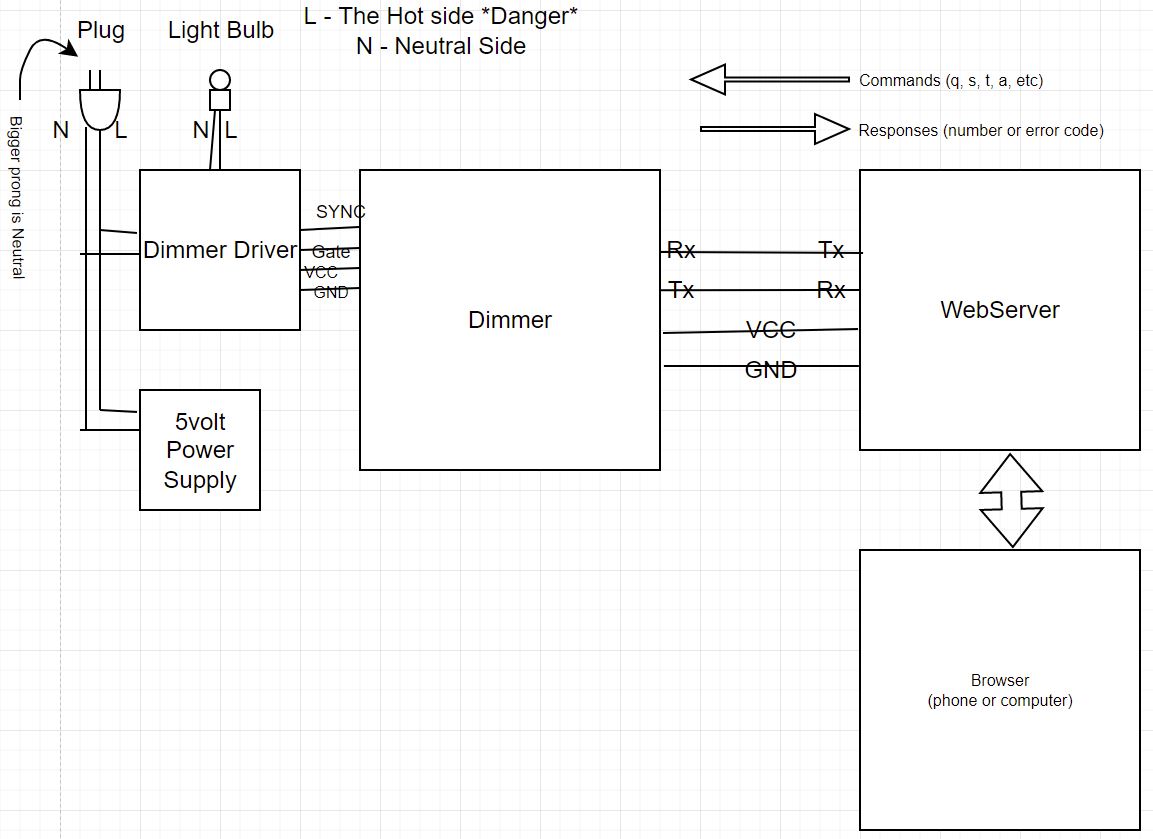 L - The Hot side *Danger*
N - Neutral Side
Plug
Light Bulb
Commands (q, s, t, a, etc)
Responses (number or error code)
N
L
N
L
Bigger prong is Neutral
Dimmer Driver
SYNC
Gate
VCC
GND
Dimmer
Rx
Tx
Tx
Rx
VCC
GND
WebServer
5volt
Power
Supply
Browser
(phone or computer)